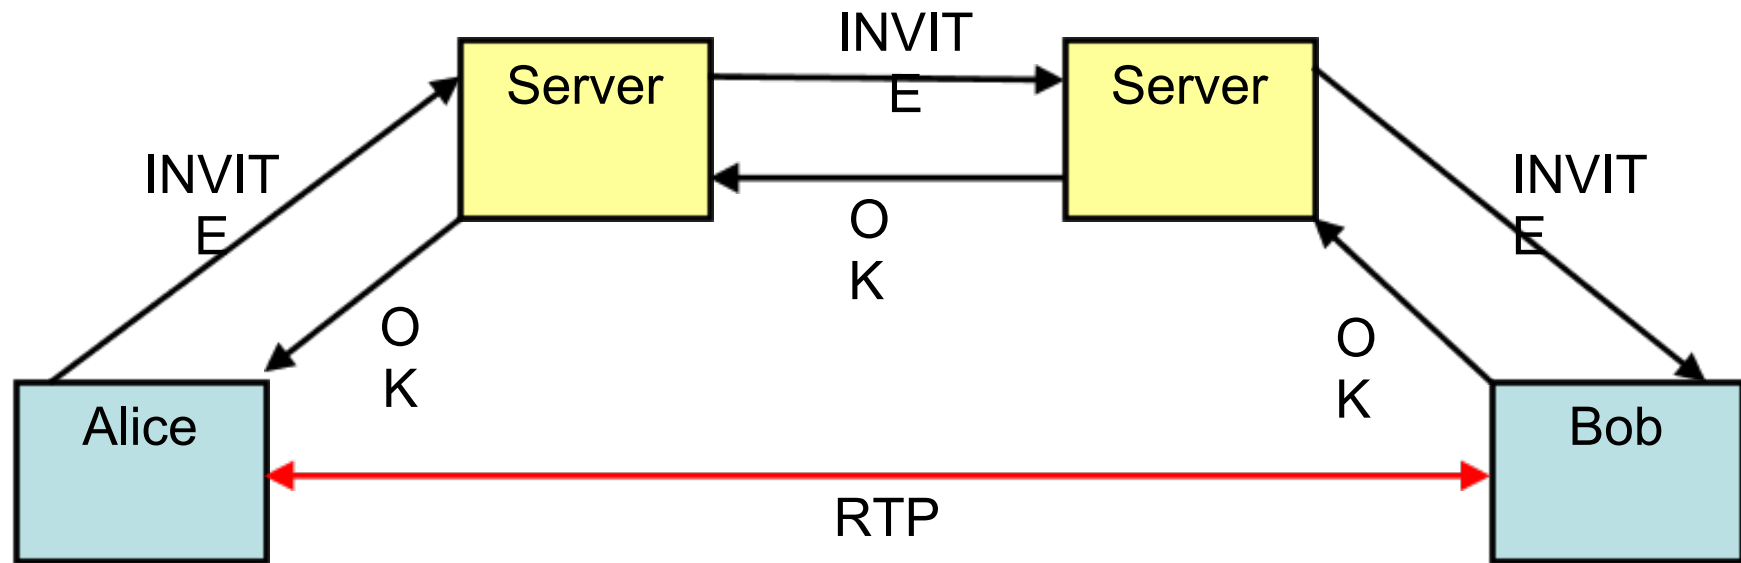 INVIT
E
Server
Server
INVIT
E
INVIT
E
O
K
O
K
O
K
Alice
Bob
RTP